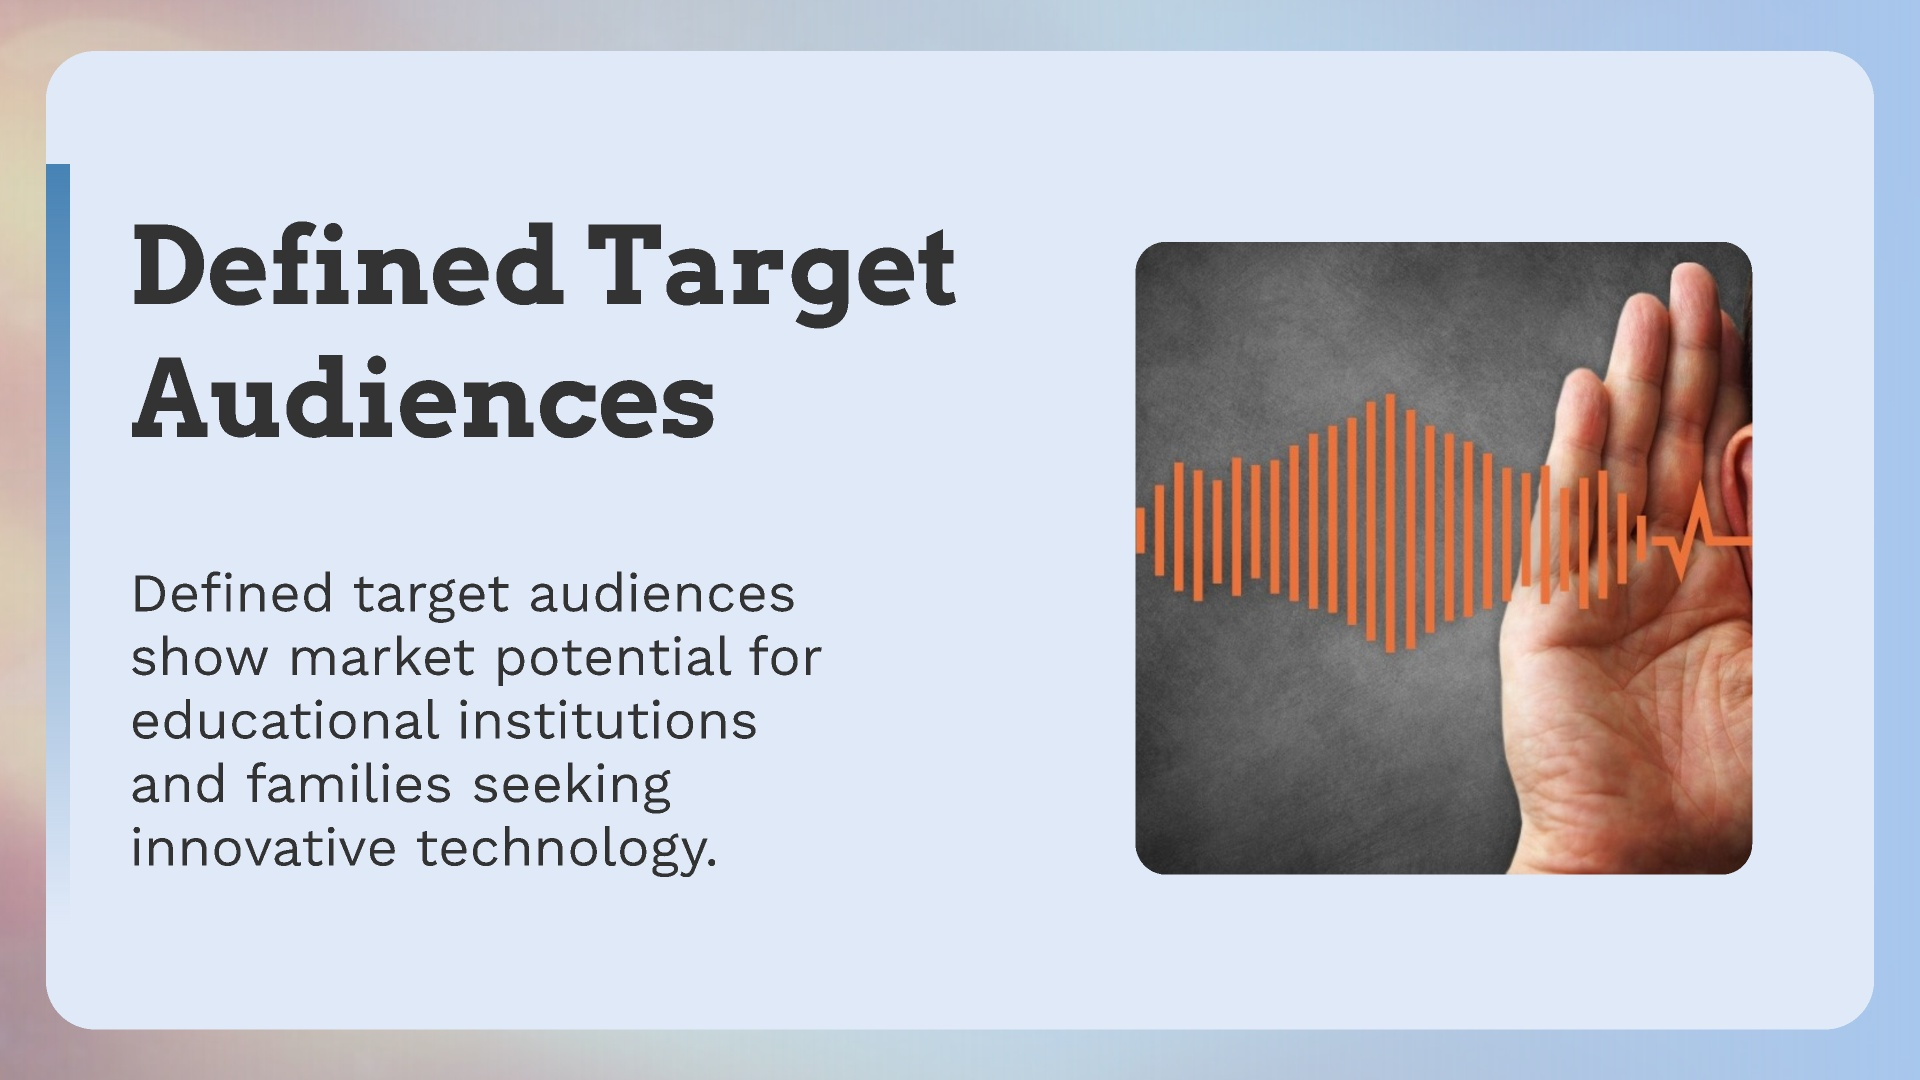 Defined Target
Audiences
Defined target audiences
show market potential for
educational institutions
and families seeking
innovative technology.